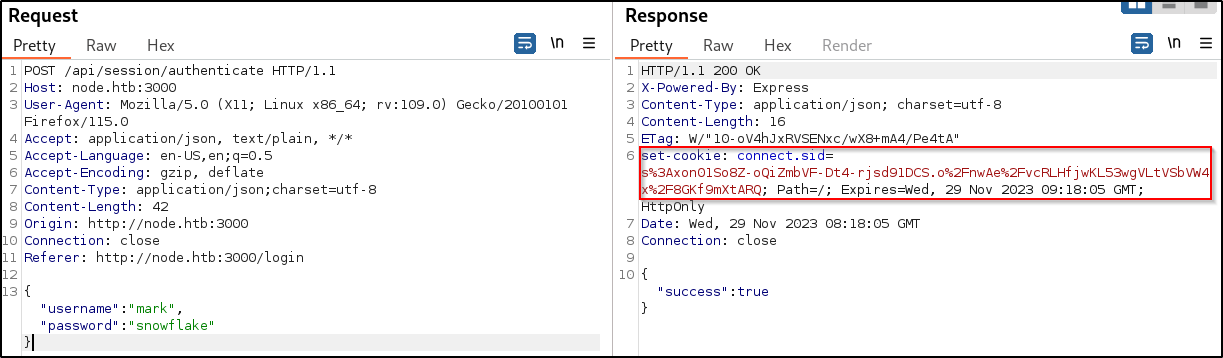 Request
Pretty Raw Hex
\n
1 POST /api/session/authenticate HTTP/1.1
2 Host: node.htb:3000
3 User-Agent: Mozilla/5.0 (X11; Linux x86_64; rv:109.0) Gecko/20100101
Firefox/115.0
4 Accept: application/json, text/plain, */*
5 Accept-Language: en-US,en;q=0.5
6 Accept-Encoding: gzip, deflate
7 Content-Type: application/json;charset=utf-8
8 Content-Length: 42
9 Origin: http://node.htb:3000
10 Connection: close
11 Referer: http://node.htb:3000/login
12
13 {
"username":"mark",
"password":"snowflake"
}
Response
Pretty Raw Hex Render
\n
1 HTTP/1.1 200 OK
2 X-Powered-By: Express
3 Content-Type: application/json; charset=utf-8
4 Content-Length: 16
5 ETag: W/"10-oV4hJxRVSENxc/wX8+mA4/Pe4tA"
6 set-cookie: connect.sid=
s%3Axon01So8Z-oQiZmbVF-Dt4-rjsd91DCS.o%2FnwAe%2FvcRLHfjwKL53wgVLtVSbVW4
x%2F8GKf9mXtARQ; Path=/; Expires=Wed, 29 Nov 2023 09:18:05 GMT;
HttpOnly
7 Date: Wed, 29 Nov 2023 08:18:05 GMT
8 Connection: close
9
10 {
"success":true
}